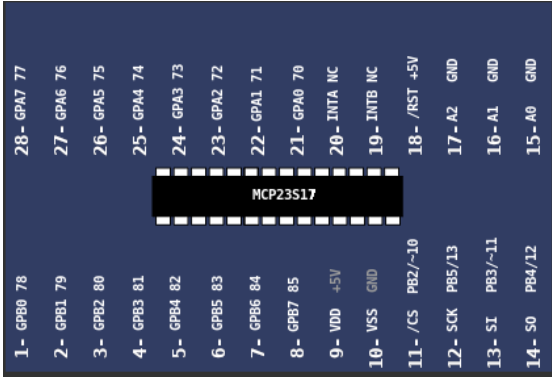 28- GPA7 77
27- GPA6 76
26- GPA5 75
25- GPA4 74
24- GPA3 73
23- GPA2 72
22- GPA1 71
21- GPA0 70
20- INTA NC
19- INTB NC
18- /RST +5V
17- A2 GND
16- A1 GND
15- A0 GND
MCP23S17
1- GPB0 78
2- GPB1 79
3- GPB2 80
4- GPB3 81
5- GPB4 82
6- GPB5 83
7- GPB6 84
8- GPB7 85
9- VDD +5V
10- VSS GND
11- /CS PB2/~10
12- SCK PB5/13
13- SI PB3/~11
14- SO PB4/12